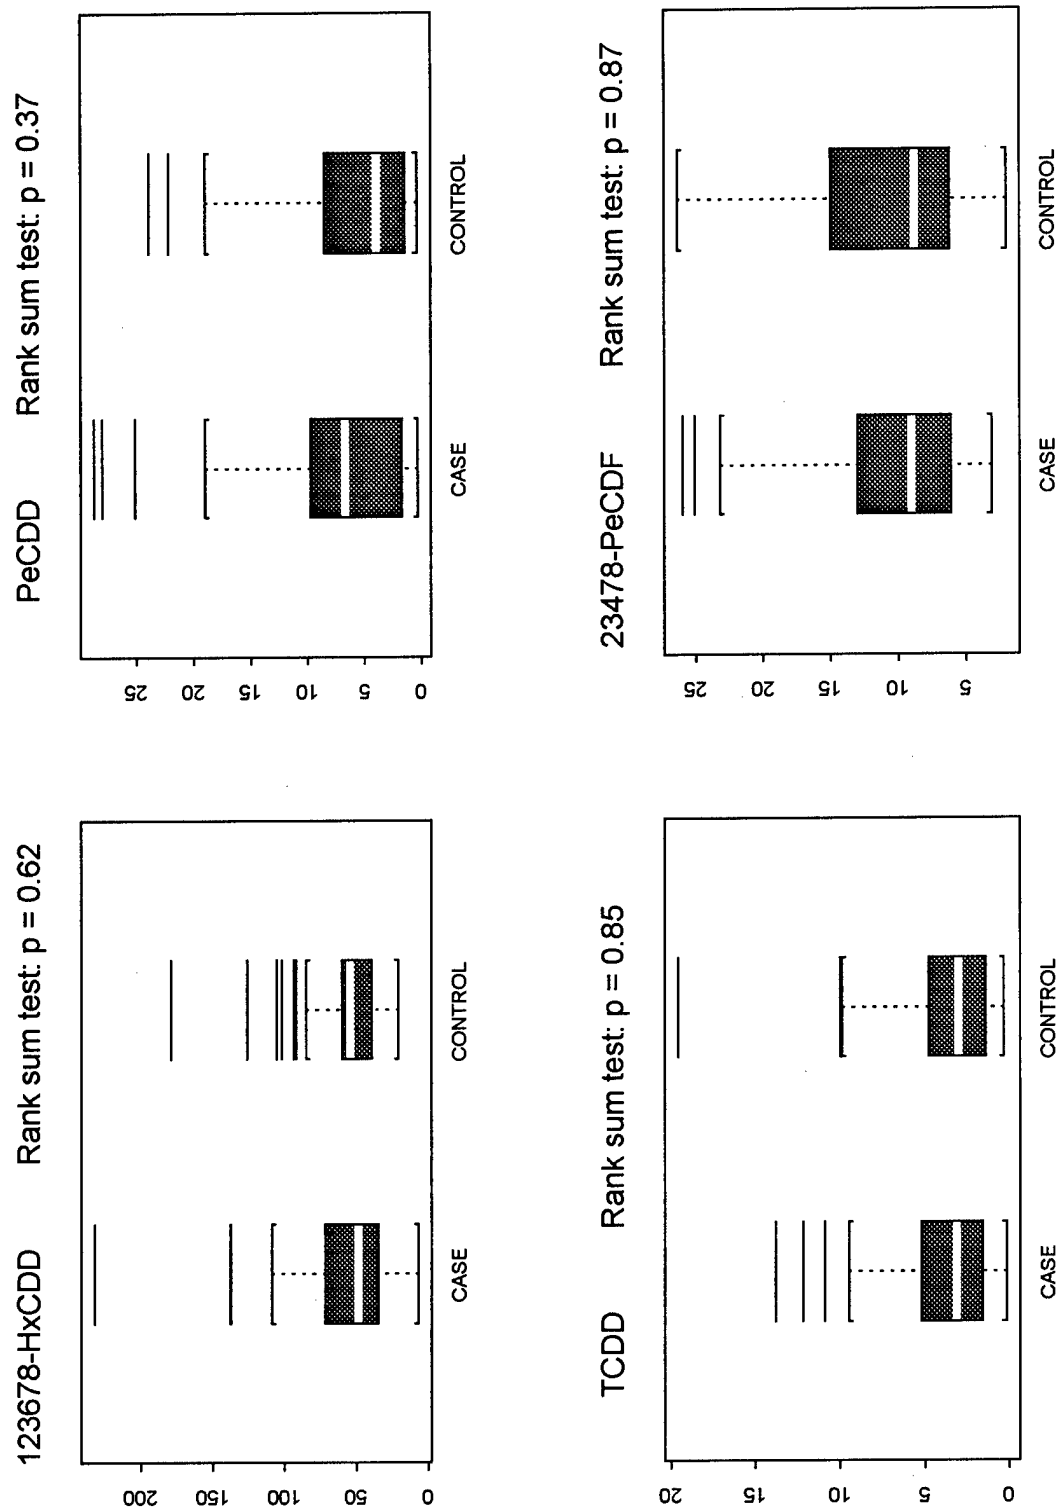 123678-HxCDD Rank sum test: p = 0.62
200
150
100
50
0
CASE CONTROL
PeCDD Rank sum test: p = 0.37
25
20
15
10
5
0
CASE CONTROL
TCDD Rank sum test: p = 0.85
20
15
10
5
0
CASE CONTROL
23478-PeCDF Rank sum test: p = 0.87
25
20
15
10
5
CASE CONTROL